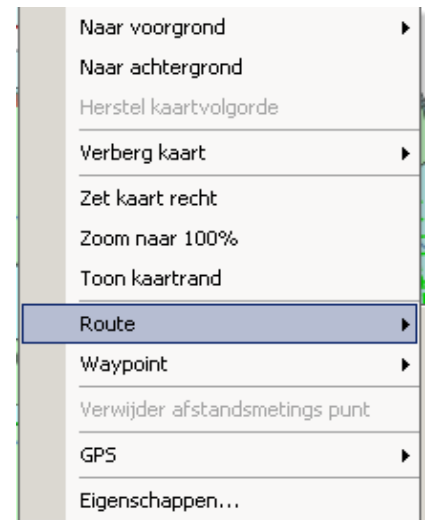 Naar voorgrond
Naar achtergrond
Herstel kaartvolgorde
Verberg kaart
Zet kaart recht
Zoom naar 100%
Toon kaartrand
Route
Waypoint
Verwijder afstandsmetings punt
GPS
Eigenschappen...